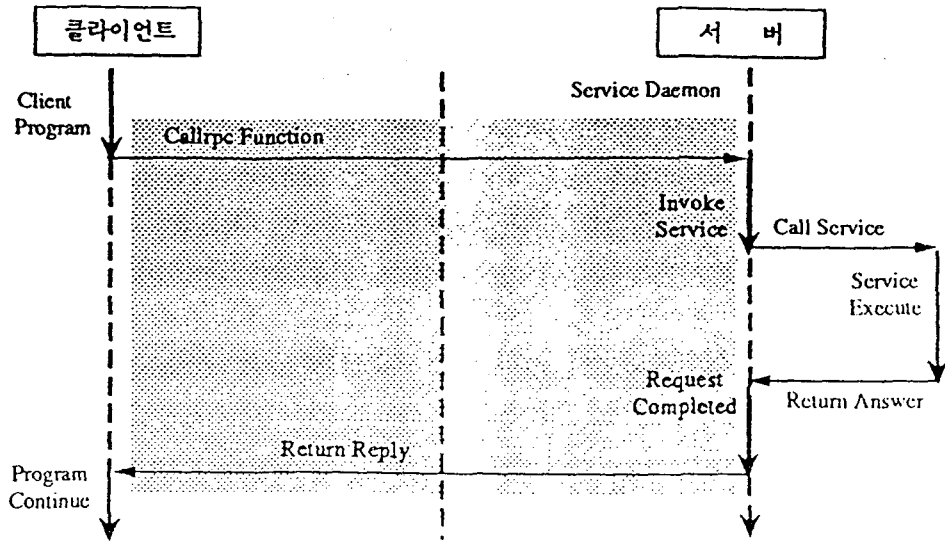 클라이언트
서 버
Client
Program
Service Daemon
Callrpc Function
Invoke
Service
Call Service
Service
Execute
Request
Completed
Return Answer
Return Reply
Program
Continue